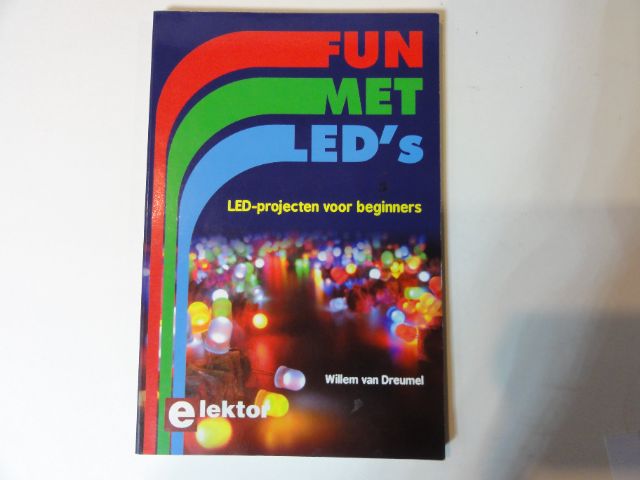 FUN
MET
LED's
LED-projecten voor beginners
Willem van Dreumel
elektor